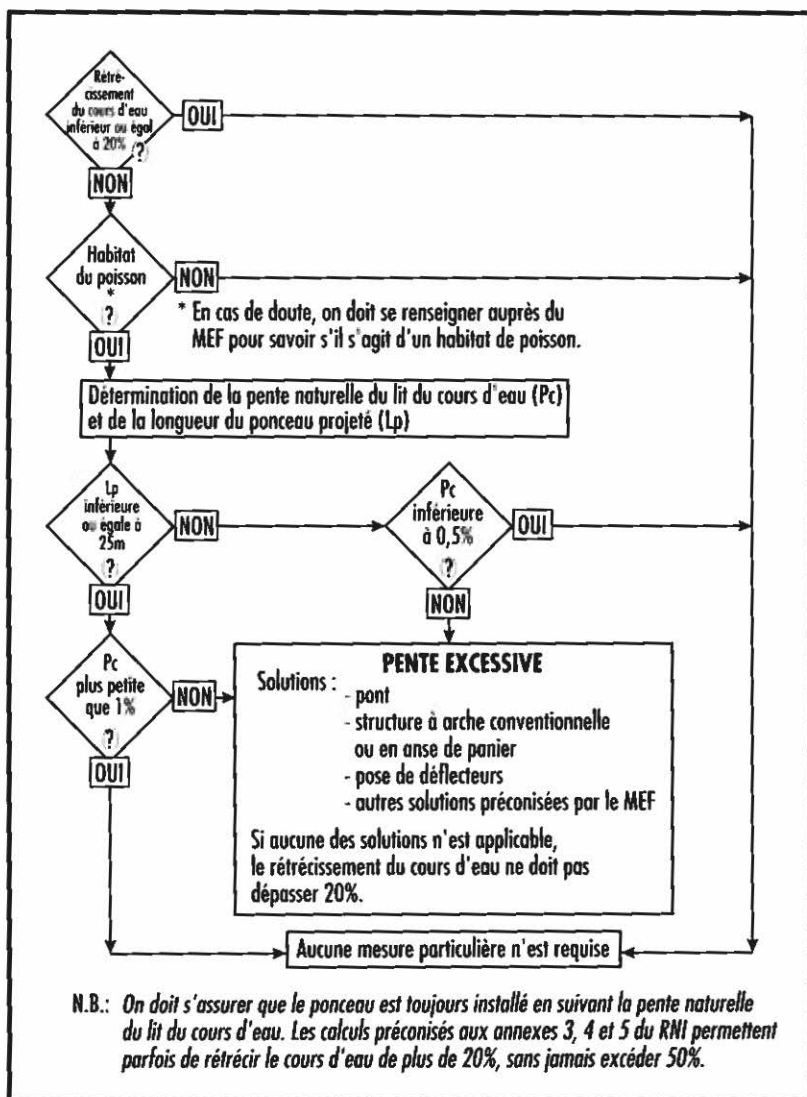 Rétré-
cissement
du cours d'eau
inférieur ou égal
à 20%
(?)
OUI
NON
Habitat
du poisson
*
(?)
NON
* En cas de doute, on doit se renseigner auprès du
MEF pour savoir s'il s'agit d'un habitat de poisson.
OUI
Détermination de la pente naturelle du lit du cours d'eau (Pc)
et de la longueur du ponceau projeté (Lp)
Lp
inférieure
ou égale à
25m
(?)
NON
Pc
inférieure
à 0,5%
(?)
OUI
OUI
NON
Pc
plus petite
que 1%
(?)
NON
OUI
PENTE EXCESSIVE
Solutions :
- pont
- structure à arche conventionnelle
ou en anse de panier
- pose de déflecteurs
- autres solutions préconisées par le MEF
Si aucune des solutions n'est applicable,
le rétrécissement du cours d'eau ne doit pas
dépasser 20%.
Aucune mesure particulière n'est requise
N.B.: On doit s'assurer que le ponceau est toujours installé en suivant la pente naturelle
du lit du cours d'eau. Les calculs préconisés aux annexes 3, 4 et 5 du RNI permettent
parfois de rétrécir le cours d'eau de plus de 20%, sans jamais excéder 50%.